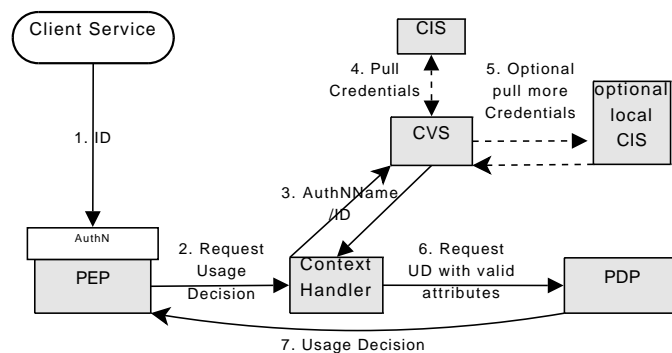 Client Service
CIS
4. Pull
Credentials
5. Optional
pull more
Credentials
optional
local
CIS
CVS
1. ID
3. AuthNName
/ID
AuthN
PEP
2. Request
Usage
Decision
Context
Handler
6. Request
UD with valid
attributes
PDP
7. Usage Decision